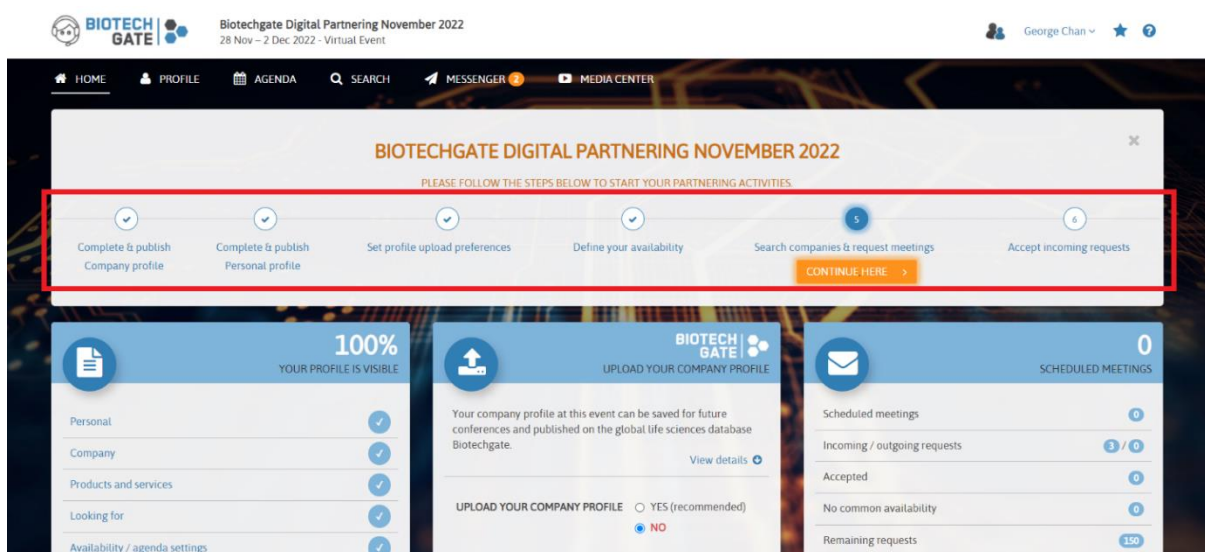 BIOTECH
GATE
Biotechgate Digital Partnering November 2022
28 Nov – 2 Dec 2022 - Virtual Event
George Chan
HOME PROFILE AGENDA SEARCH MESSENGER 2 MEDIA CENTER
BIOTECHGATE DIGITAL PARTNERING NOVEMBER 2022
PLEASE FOLLOW THE STEPS BELOW TO START YOUR PARTNERING ACTIVITIES.
5
6
Complete & publish
Company profile
Complete & publish
Personal profile
Set profile upload preferences
Define your availability
Search companies & request meetings
CONTINUE HERE >
Accept incoming requests
100%
YOUR PROFILE IS VISIBLE
Personal
Company
Products and services
Looking for
Availability / agenda settings
BIOTECH
GATE
UPLOAD YOUR COMPANY PROFILE
Your company profile at this event can be saved for future
conferences and published on the global life sciences database
Biotechgate.
View details
UPLOAD YOUR COMPANY PROFILE YES (recommended)
NO
0
SCHEDULED MEETINGS
Scheduled meetings 0
Incoming / outgoing requests 3 / 0
Accepted 0
No common availability 0
Remaining requests 150